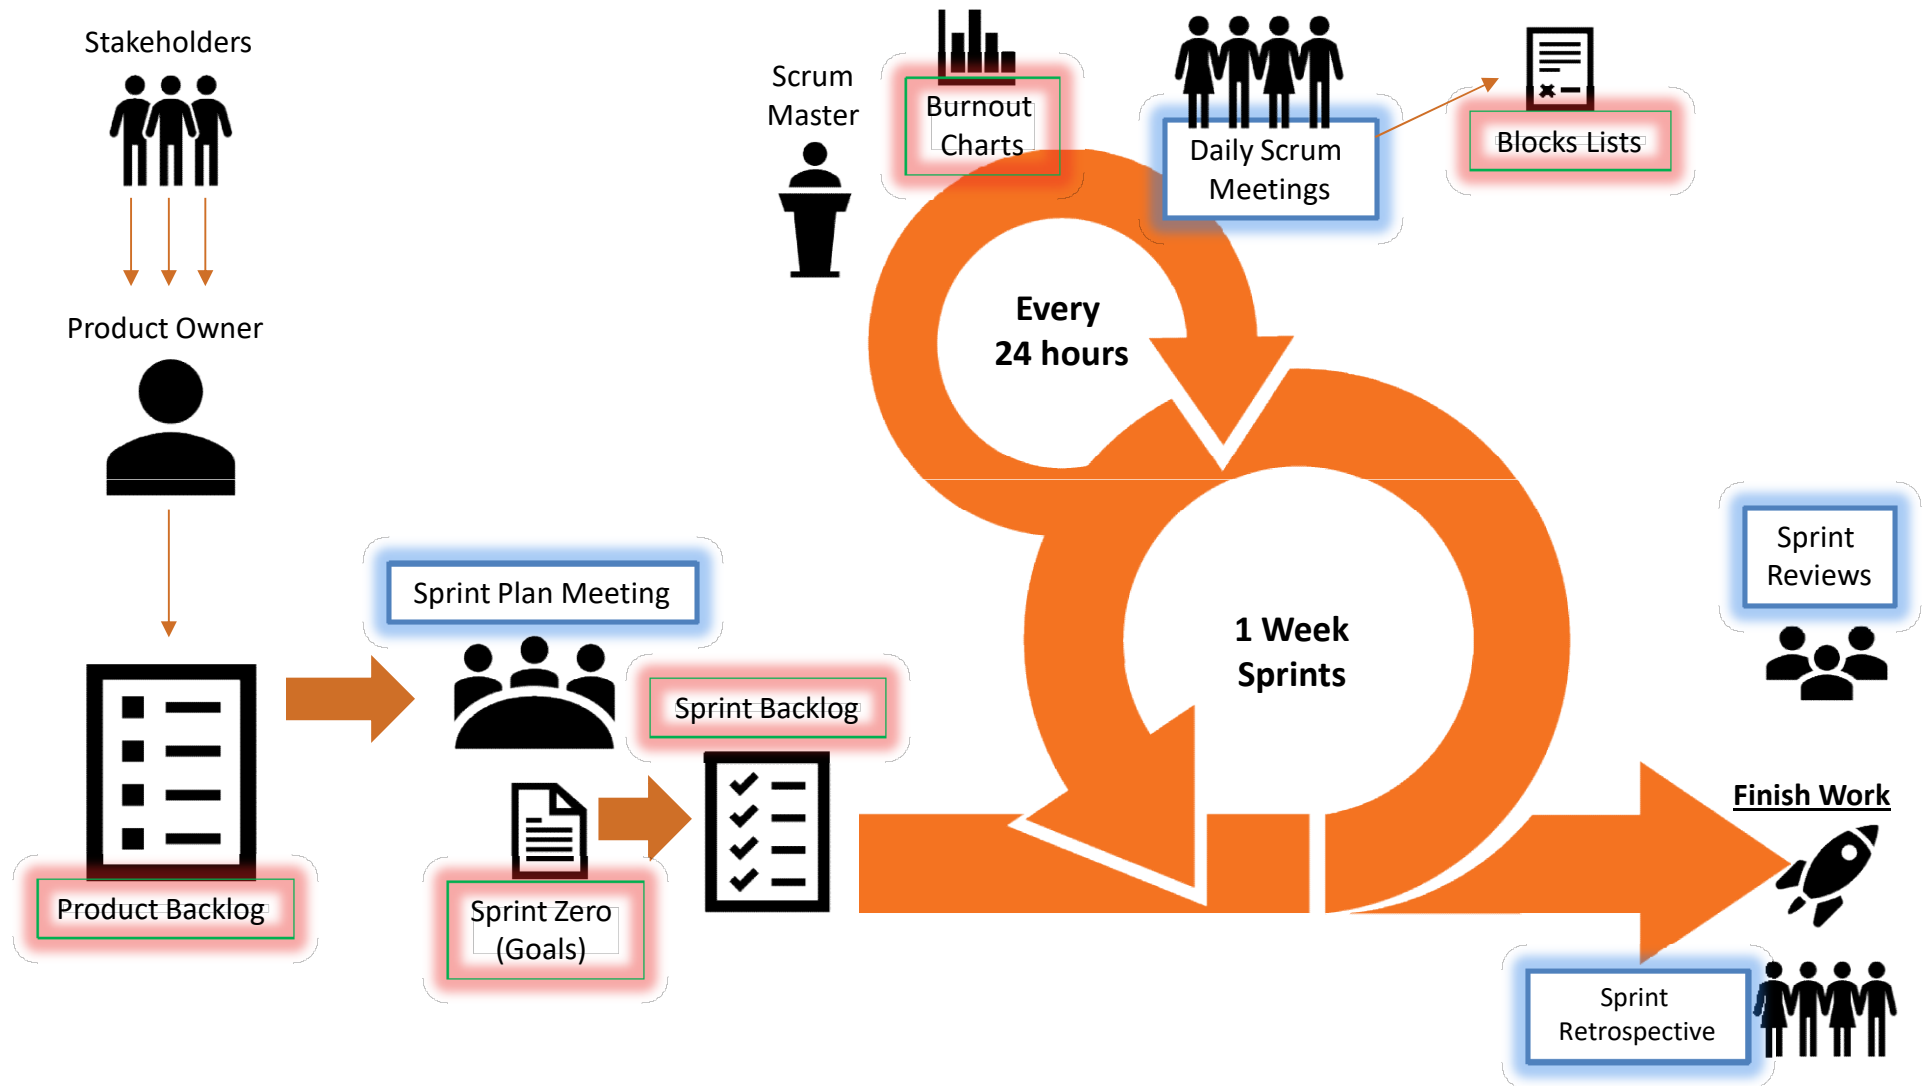 Stakeholders
Product Owner
Product Backlog
Sprint Plan Meeting
Sprint Zero
(Goals)
Sprint Backlog
Scrum
Master
Burnout
Charts
Daily Scrum
Meetings
Blocks Lists
Every
24 hours
1 Week
Sprints
Sprint
Reviews
Finish Work
Sprint
Retrospective